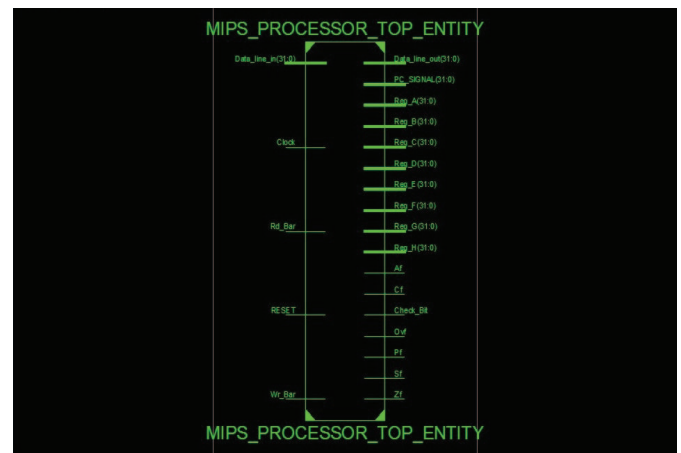 MIPS_PROCESSOR_TOP_ENTITY
Data_line_in(31:0)
Data_line_out(31:0)
PC_SIGNAL(31:0)
Reg_A(31:0)
Reg_B(31:0)
Clock
Reg_C(31:0)
Reg_D(31:0)
Reg_E(31:0)
Reg_F(31:0)
Rd_Bar
Reg_G(31:0)
Reg_H(31:0)
Af
Cf
RESET
Check_Bit
Ovf
Pf
Sf
Wr_Bar
Zf
MIPS_PROCESSOR_TOP_ENTITY